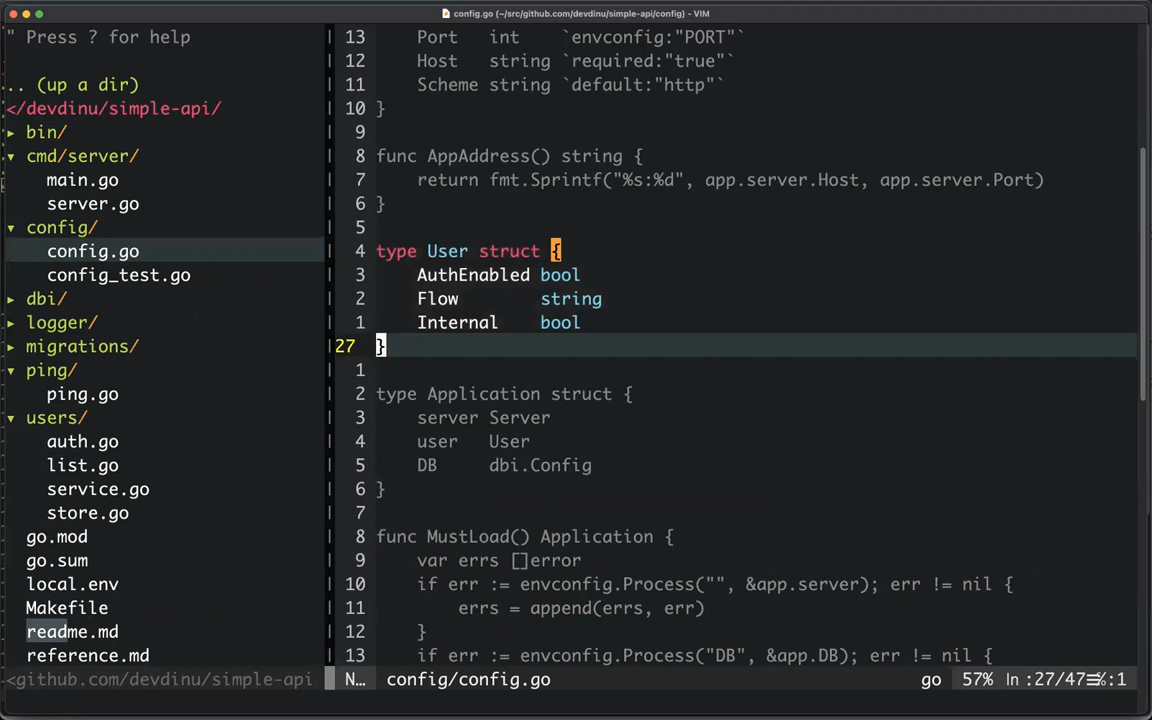 config.go (~/src/github.com/devdinu/simple-api/config) - VIM
" Press ? for help
.. (up a dir)
</devdinu/simple-api/
▸ bin/
▾ cmd/server/
main.go
server.go
▾ config/
config.go
config_test.go
▸ dbi/
▸ logger/
▸ migrations/
▾ ping/
ping.go
▾ users/
auth.go
list.go
service.go
store.go
go.mod
go.sum
local.env
Makefile
readme.md
reference.md
<github.com/devdinu/simple-api
13 Port int `envconfig:"PORT"`
12 Host string `required:"true"`
11 Scheme string `default:"http"`
10 }
9
8 func AppAddress() string {
7 return fmt.Sprintf("%s:%d", app.server.Host, app.server.Port)
6 }
5
4 type User struct {
3 AuthEnabled bool
2 Flow string
1 Internal bool
27 }
1
2 type Application struct {
3 server Server
4 user User
5 DB dbi.Config
6 }
7
8 func MustLoad() Application {
9 var errs []error
10 if err := envconfig.Process("", &app.server); err != nil {
11 errs = append(errs, err)
12 }
13 if err := envconfig.Process("DB", &app.DB); err != nil {
N… config/config.go go 57% ln :27/47≡%:1